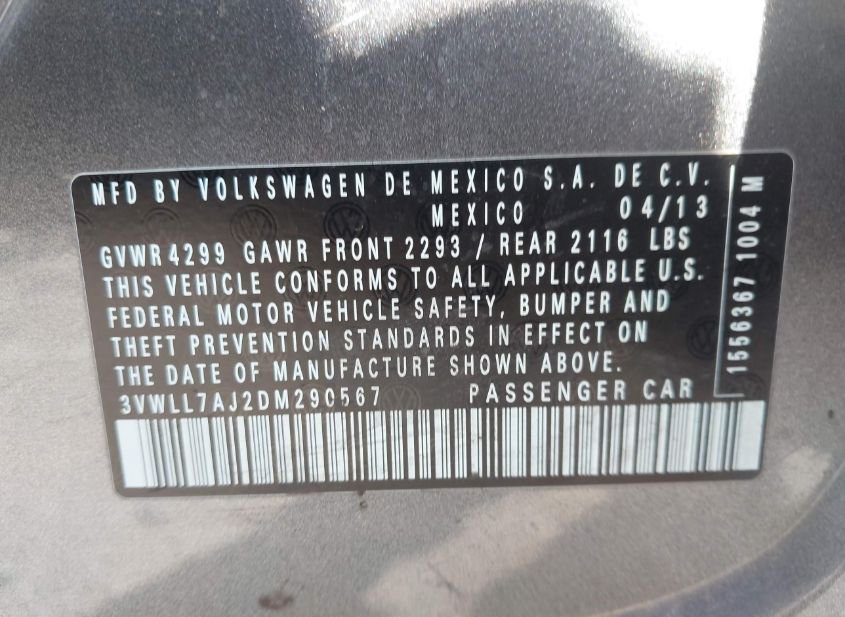 MFD BY VOLKSWAGEN DE MEXICO S.A. DE C.V.
MEXICO 04/13
GVWR 4299 GAWR FRONT 2293 / REAR 2116 LBS
THIS VEHICLE CONFORMS TO ALL APPLICABLE U.S.
FEDERAL MOTOR VEHICLE SAFETY, BUMPER AND
THEFT PREVENTION STANDARDS IN EFFECT ON
THE DATE OF MANUFACTURE SHOWN ABOVE.
3VWLL7AJ2DM290567 PASSENGER CAR
1556367 1004 M